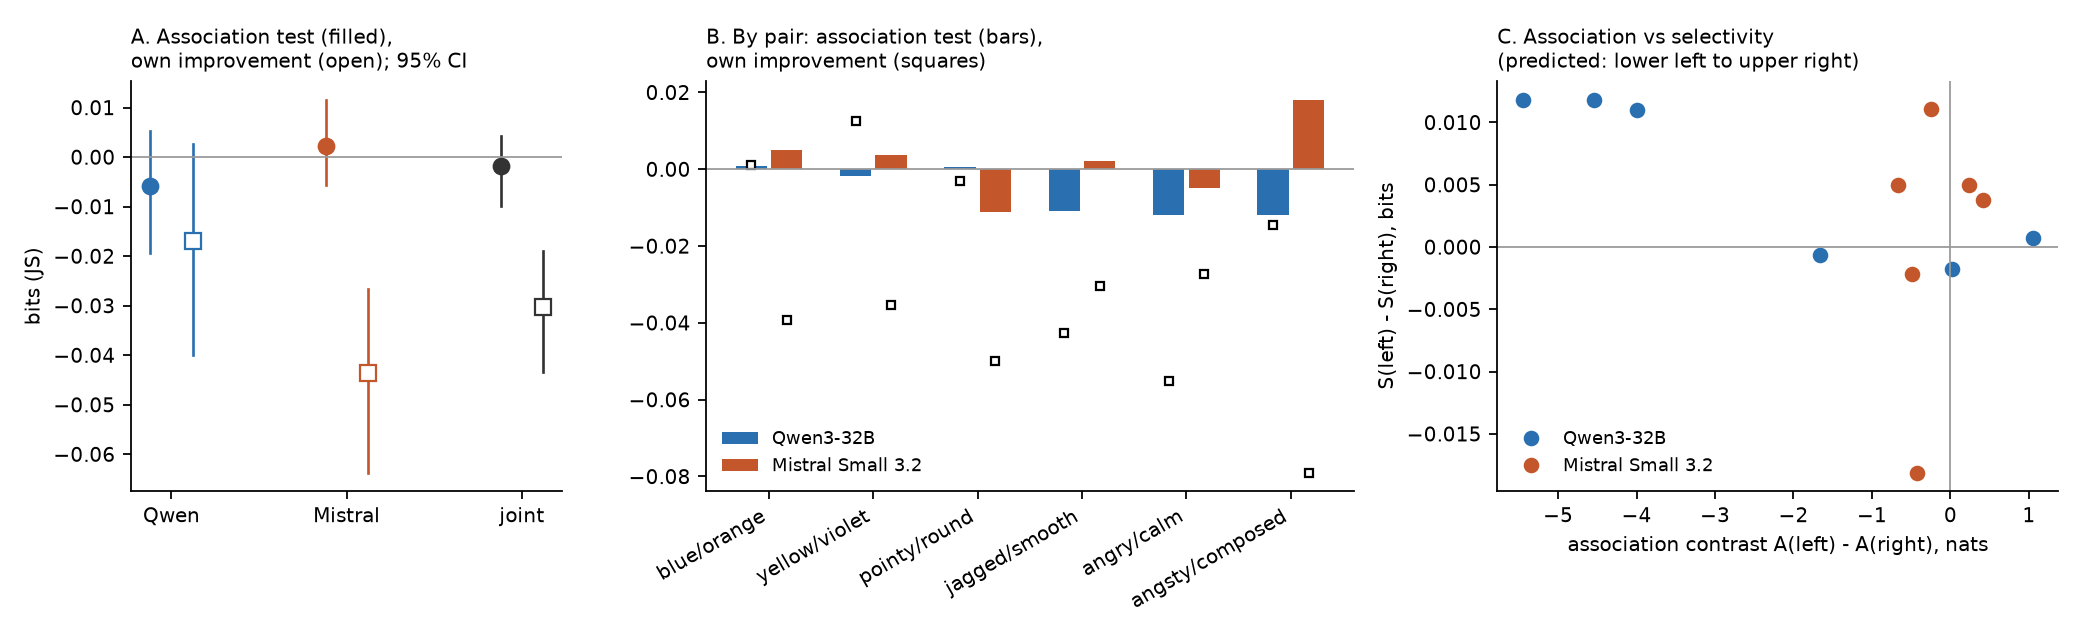 A. Association test (filled),
own improvement (open); 95% CI
bits (JS)
0.01
0.00
−0.01
−0.02
−0.03
−0.04
−0.05
−0.06
Qwen
Mistral
joint
B. By pair: association test (bars),
own improvement (squares)
0.02
0.00
−0.02
−0.04
−0.06
−0.08
Qwen3-32B
Mistral Small 3.2
blue/orange
yellow/violet
pointy/round
jagged/smooth
angry/calm
angsty/composed
C. Association vs selectivity
(predicted: lower left to upper right)
S(left) - S(right), bits
0.010
0.005
0.000
−0.005
−0.010
−0.015
Qwen3-32B
Mistral Small 3.2
−5
−4
−3
−2
−1
0
1
association contrast A(left) - A(right), nats